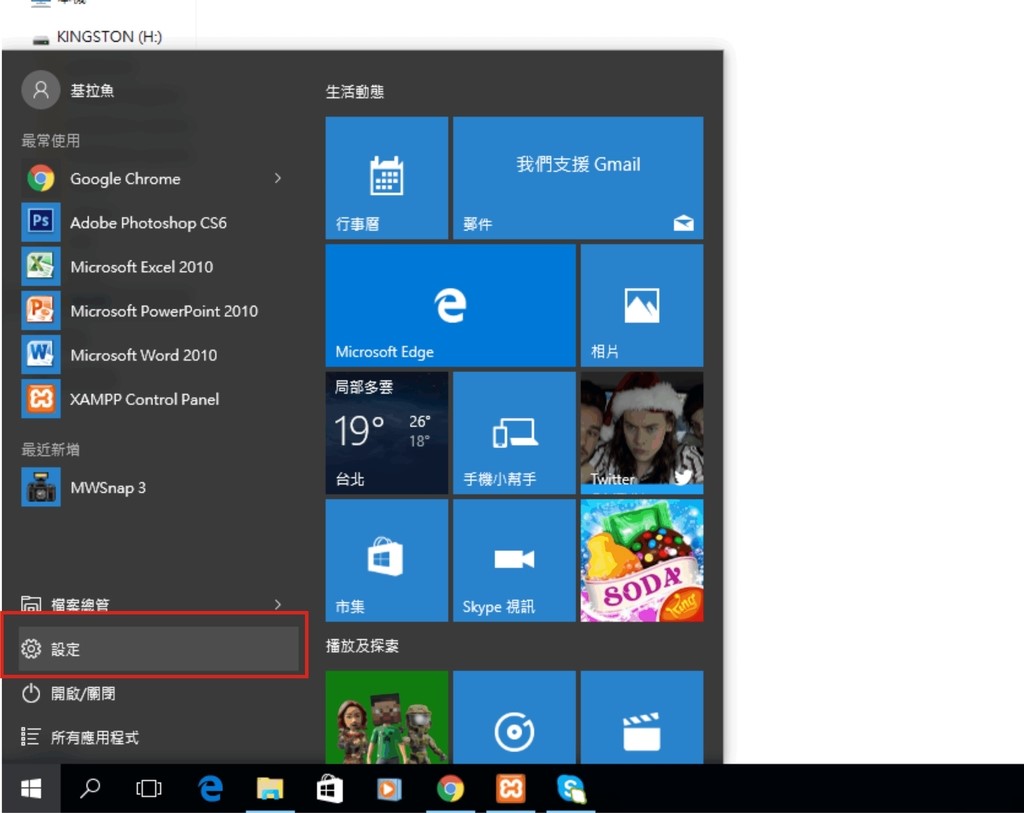 本機
KINGSTON (H:)
基拉魚
最常使用
Google Chrome
Ps
Adobe Photoshop CS6
Microsoft Excel 2010
Microsoft PowerPoint 2010
Microsoft Word 2010
XAMPP Control Panel
最近新增
MWSnap 3
檔案總管
設定
開啟/關閉
所有應用程式
生活動態
行事曆
我們支援 Gmail
郵件
Microsoft Edge
相片
局部多雲
19° 26°
18°
台北
手機小幫手
Twitter
市集
Skype 視訊
SODA
King
播放及探索